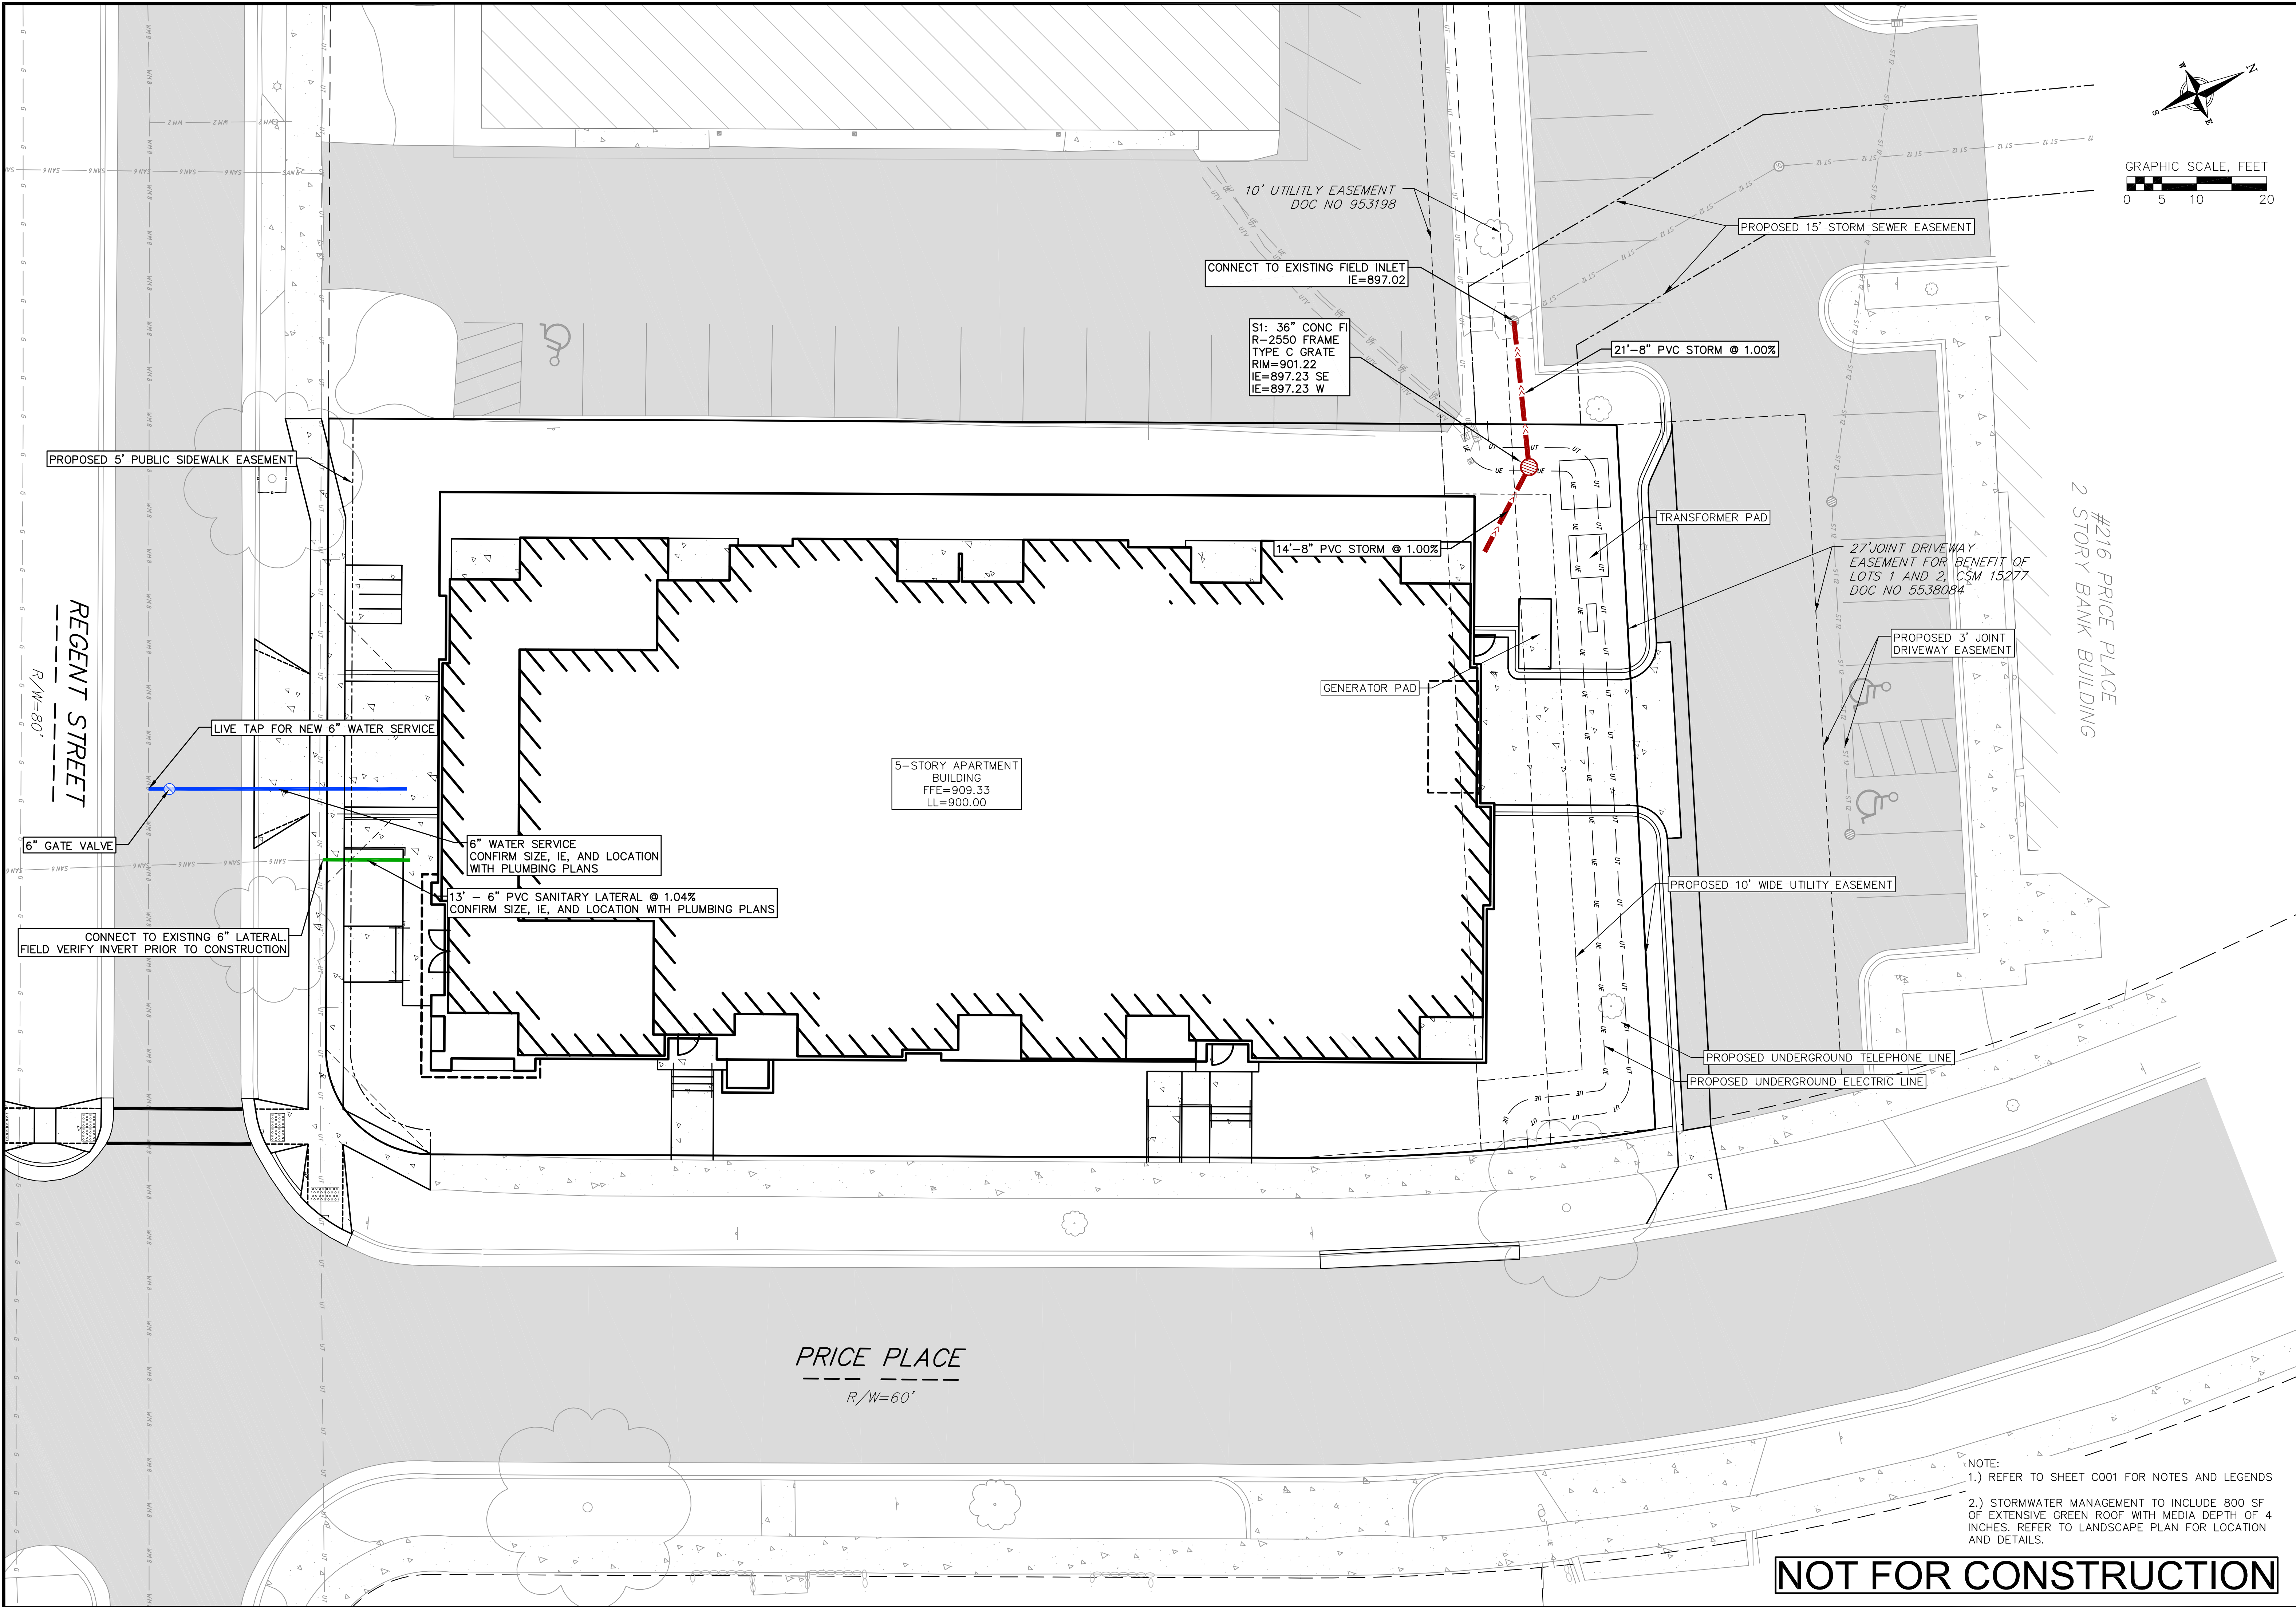 W
N
S
E
GRAPHIC SCALE, FEET
0 5 10 20
10' UTILITLY EASEMENT
DOC NO 953198
PROPOSED 15' STORM SEWER EASEMENT
CONNECT TO EXISTING FIELD INLET
IE=897.02
S1: 36" CONC FI
R-2550 FRAME
TYPE C GRATE
RIM=901.22
IE=897.23 SE
IE=897.23 W
21'-8" PVC STORM @ 1.00%
PROPOSED 5' PUBLIC SIDEWALK EASEMENT
14'-8" PVC STORM @ 1.00%
TRANSFORMER PAD
27'JOINT DRIVEWAY
EASEMENT FOR BENEFIT OF
LOTS 1 AND 2, CSM 15277
DOC NO 5538084
#216 PRICE PLACE
2 STORY BANK BUILDING
PROPOSED 3' JOINT
DRIVEWAY EASEMENT
GENERATOR PAD
REGENT STREET
R/W=80'
LIVE TAP FOR NEW 6" WATER SERVICE
5-STORY APARTMENT
BUILDING
FFE=909.33
LL=900.00
6" GATE VALVE
6" WATER SERVICE
CONFIRM SIZE, IE, AND LOCATION
WITH PLUMBING PLANS
13' - 6" PVC SANITARY LATERAL @ 1.04%
CONFIRM SIZE, IE, AND LOCATION WITH PLUMBING PLANS
PROPOSED 10' WIDE UTILITY EASEMENT
CONNECT TO EXISTING 6" LATERAL.
FIELD VERIFY INVERT PRIOR TO CONSTRUCTION
PROPOSED UNDERGROUND TELEPHONE LINE
PROPOSED UNDERGROUND ELECTRIC LINE
PRICE PLACE
R/W=60'
NOTE:
1.) REFER TO SHEET C001 FOR NOTES AND LEGENDS
2.) STORMWATER MANAGEMENT TO INCLUDE 800 SF
OF EXTENSIVE GREEN ROOF WITH MEDIA DEPTH OF 4
INCHES. REFER TO LANDSCAPE PLAN FOR LOCATION
AND DETAILS.
NOT FOR CONSTRUCTION